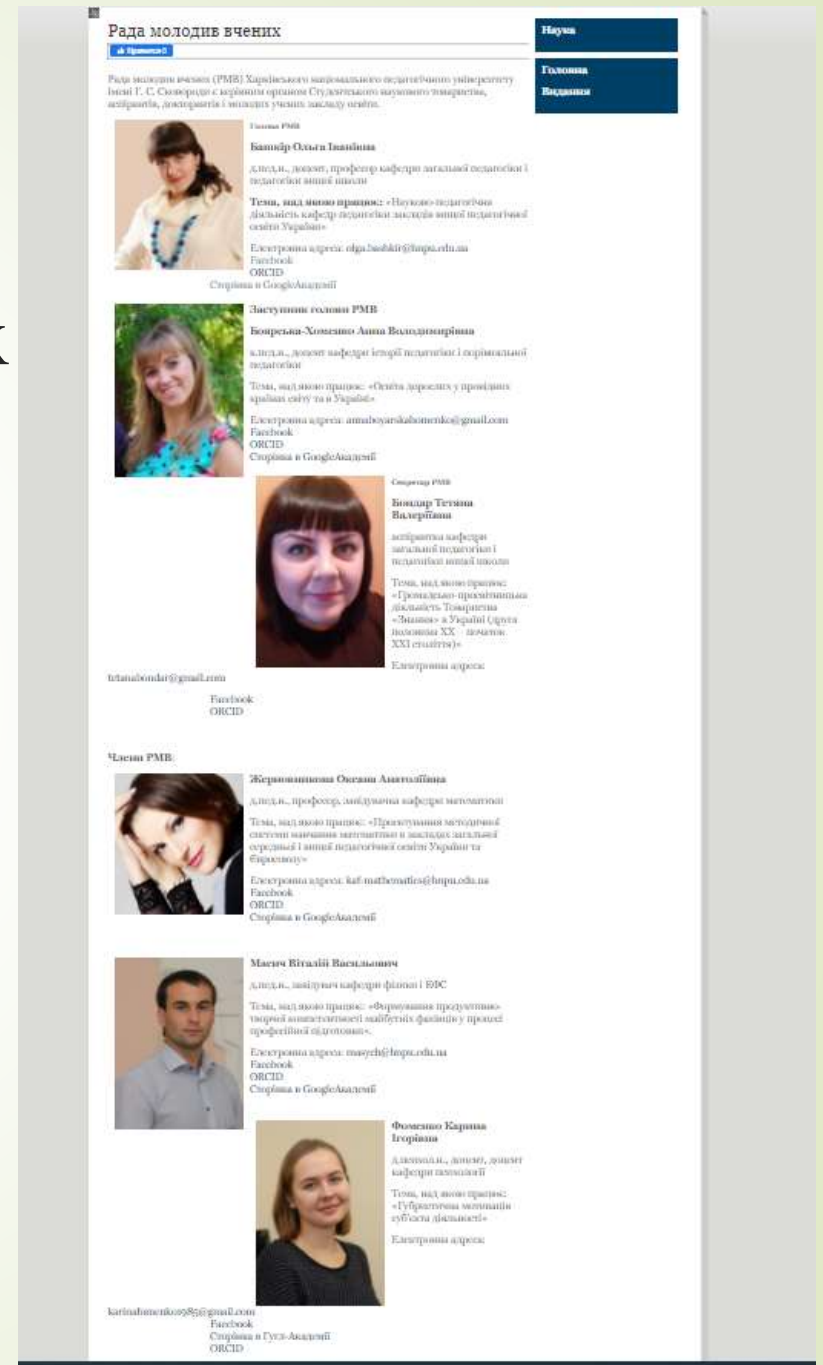 Рада молодив вчених
Подобається 0
Рада молодив вчених (РМВ) Харківського національного педагогічного університету
імені Г. С. Сковороди є керівним органом Студентського наукового товариства,
аспірантів, докторантів і молодих учених закладу освіти.
Голова РМВ
Башкір Ольга Іванівна
д.пед.н., доцент, професор кафедри загальної педагогіки і
педагогіки вищої школи
Тема, над якою працює: «Науково-педагогічна
діяльність кафедр педагогіки закладів вищої педагогічної
освіти України»
Електронна адреса: olga.bashkir@hnpu.edu.ua
Facebook
ORCID
Сторінка в GoogleАкадемії
Заступник голови РМВ
Боярська-Хоменко Анна Володимирівна
к.пед.н., доцент кафедри історії педагогіки і порівняльної
педагогіки
Тема, над якою працює: «Освіта дорослих у провідних
країнах світу та в Україні»
Електронна адреса: annaboyarskahomenko@gmail.com
Facebook
ORCID
Сторінка в GoogleАкадемії
Секретар РМВ
Бондар Тетяна
Валеріївна
аспірантка кафедри
загальної педагогіки і
педагогіки вищої школи
Тема, над якою працює:
«Громадсько-просвітницька
діяльність Товариства
«Знання» в Україні (друга
половина ХХ – початок
ХХІ століття)»
Електронна адреса:
tetanabondar@gmail.com
Facebook
ORCID
Члени РМВ:
Жерновникова Оксана Анатоліївна
д.пед.н., професор, завідувачка кафедри математики
Тема, над якою працює: «Проектування методичної
системи навчання математики в закладах загальної
середньої і вищої педагогічної освіти України та
Євросоюзу»
Електронна адреса: kaf-mathematics@hnpu.edu.ua
Facebook
ORCID
Сторінка в GoogleАкадемії
Масич Віталій Васильович
д.пед.н., завідувач кафедри фізики і ЕФС
Тема, над якою працює: «Формування продуктивно-
творчої компетентності майбутніх фахівців у процесі
професійної підготовки».
Електронна адреса: masych@hnpu.edu.ua
Facebook
ORCID
Сторінка в GoogleАкадемії
Фоменко Карина
Ігорівна
д.психол.н., доцент, доцент
кафедри психології
Тема, над якою працює:
«Губристична мотивація
суб'єкта діяльності»
Електронна адреса:
karinafomenko1985@gmail.com
Facebook
Сторінка в Гугл-Академії
ORCID
Наука
Головна
Видання